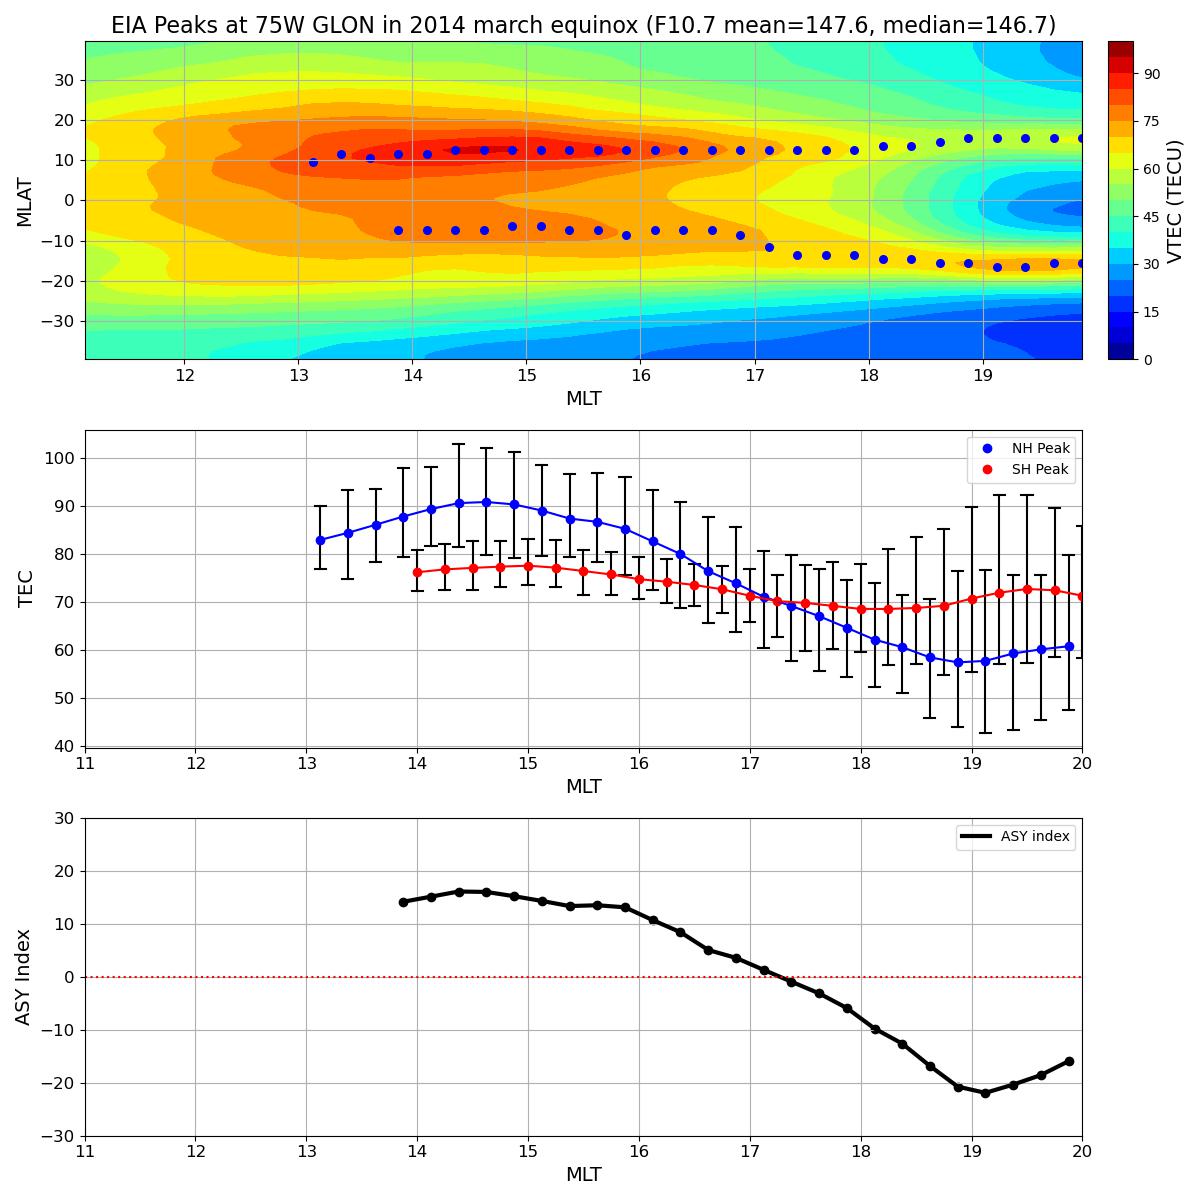 EIA Peaks at 75W GLON in 2014 march equinox (F10.7 mean=147.6, median=146.7)
30
20
10
0
−10
−20
−30
MLAT
12 13 14 15 16 17 18 19
MLT
90
75
60
45
30
15
0
VTEC (TECU)
100
90
80
70
60
50
40
TEC
NH Peak
SH Peak
11 12 13 14 15 16 17 18 19 20
MLT
30
20
10
0
−10
−20
−30
ASY Index
ASY index
11 12 13 14 15 16 17 18 19 20
MLT